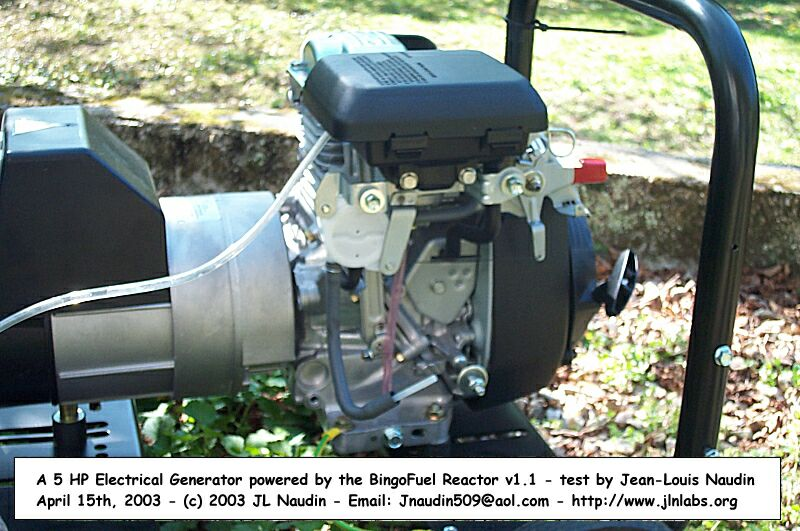 A 5 HP Electrical Generator powered by the BingoFuel Reactor v1.1 - test by Jean-Louis Naudin
April 15th, 2003 - (c) 2003 JL Naudin - Email: Jnaudin509@aol.com - http://www.jlnlabs.org